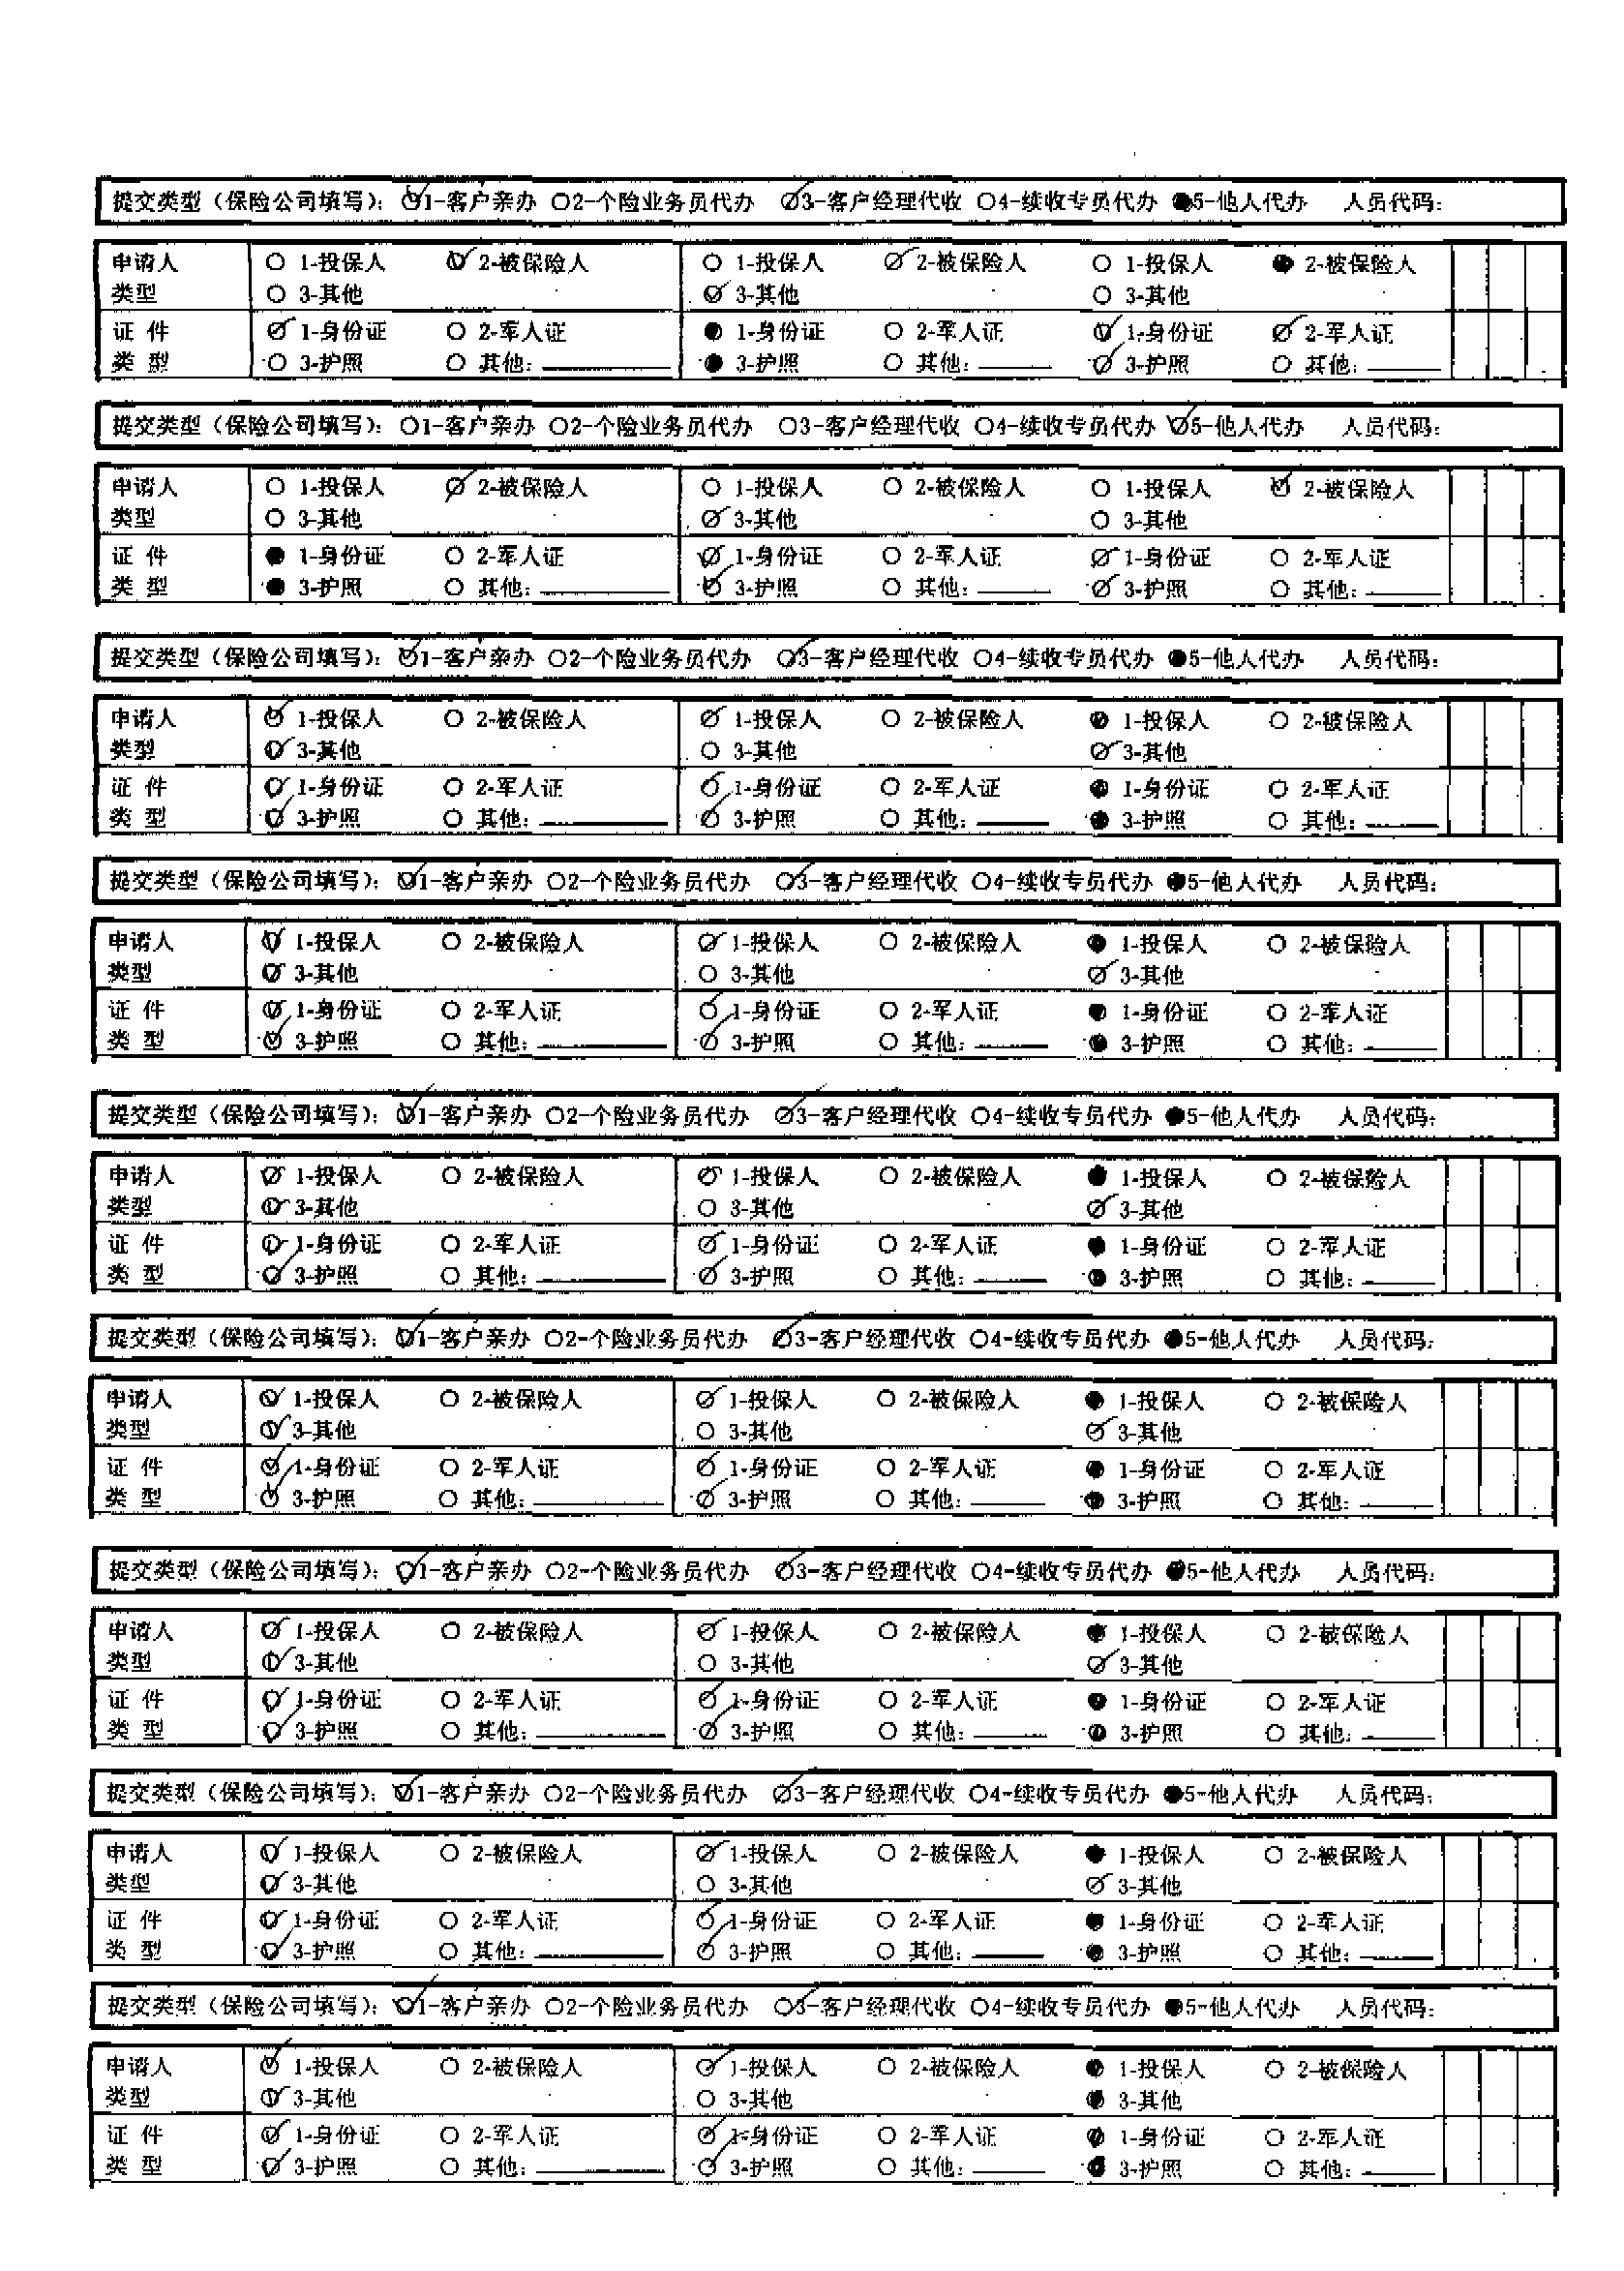 提交类型（保险公司填写）： 1-客户亲办 2-个险业务员代办 3-客户经理代收 4-续收专员代办 5-他人代办 人员代码：
申请人 1-投保人 2-被保险人 1-投保人 2-被保险人 1-投保人 2-被保险人
类型 3-其他 3-其他 3-其他
证 件 1-身份证 2-军人证 1-身份证 2-军人证 1-身份证 2-军人证
类 型 3-护照 其他： 3-护照 其他： 3-护照 其他：
提交类型（保险公司填写）： 1-客户亲办 2-个险业务员代办 3-客户经理代收 4-续收专员代办 5-他人代办 人员代码：
申请人 1-投保人 2-被保险人 1-投保人 2-被保险人 1-投保人 2-被保险人
类型 3-其他 3-其他 3-其他
证 件 1-身份证 2-军人证 1-身份证 2-军人证 1-身份证 2-军人证
类 型 3-护照 其他： 3-护照 其他： 3-护照 其他：
提交类型（保险公司填写）： 1-客户亲办 2-个险业务员代办 3-客户经理代收 4-续收专员代办 5-他人代办 人员代码：
申请人 1-投保人 2-被保险人 1-投保人 2-被保险人 1-投保人 2-被保险人
类型 3-其他 3-其他 3-其他
证 件 1-身份证 2-军人证 1-身份证 2-军人证 1-身份证 2-军人证
类 型 3-护照 其他： 3-护照 其他： 3-护照 其他：
提交类型（保险公司填写）： 1-客户亲办 2-个险业务员代办 3-客户经理代收 4-续收专员代办 5-他人代办 人员代码：
申请人 1-投保人 2-被保险人 1-投保人 2-被保险人 1-投保人 2-被保险人
类型 3-其他 3-其他 3-其他
证 件 1-身份证 2-军人证 1-身份证 2-军人证 1-身份证 2-军人证
类 型 3-护照 其他： 3-护照 其他： 3-护照 其他：
提交类型（保险公司填写）： 1-客户亲办 2-个险业务员代办 3-客户经理代收 4-续收专员代办 5-他人代办 人员代码：
申请人 1-投保人 2-被保险人 1-投保人 2-被保险人 1-投保人 2-被保险人
类型 3-其他 3-其他 3-其他
证 件 1-身份证 2-军人证 1-身份证 2-军人证 1-身份证 2-军人证
类 型 3-护照 其他： 3-护照 其他： 3-护照 其他：
提交类型（保险公司填写）： 1-客户亲办 2-个险业务员代办 3-客户经理代收 4-续收专员代办 5-他人代办 人员代码：
申请人 1-投保人 2-被保险人 1-投保人 2-被保险人 1-投保人 2-被保险人
类型 3-其他 3-其他 3-其他
证 件 1-身份证 2-军人证 1-身份证 2-军人证 1-身份证 2-军人证
类 型 3-护照 其他： 3-护照 其他： 3-护照 其他：
提交类型（保险公司填写）： 1-客户亲办 2-个险业务员代办 3-客户经理代收 4-续收专员代办 5-他人代办 人员代码：
申请人 1-投保人 2-被保险人 1-投保人 2-被保险人 1-投保人 2-被保险人
类型 3-其他 3-其他 3-其他
证 件 1-身份证 2-军人证 1-身份证 2-军人证 1-身份证 2-军人证
类 型 3-护照 其他： 3-护照 其他： 3-护照 其他：
提交类型（保险公司填写）： 1-客户亲办 2-个险业务员代办 3-客户经理代收 4-续收专员代办 5-他人代办 人员代码：
申请人 1-投保人 2-被保险人 1-投保人 2-被保险人 1-投保人 2-被保险人
类型 3-其他 3-其他 3-其他
证 件 1-身份证 2-军人证 1-身份证 2-军人证 1-身份证 2-军人证
类 型 3-护照 其他： 3-护照 其他： 3-护照 其他：
提交类型（保险公司填写）： 1-客户亲办 2-个险业务员代办 3-客户经理代收 4-续收专员代办 5-他人代办 人员代码：
申请人 1-投保人 2-被保险人 1-投保人 2-被保险人 1-投保人 2-被保险人
类型 3-其他 3-其他 3-其他
证 件 1-身份证 2-军人证 1-身份证 2-军人证 1-身份证 2-军人证
类 型 3-护照 其他： 3-护照 其他： 3-护照 其他：